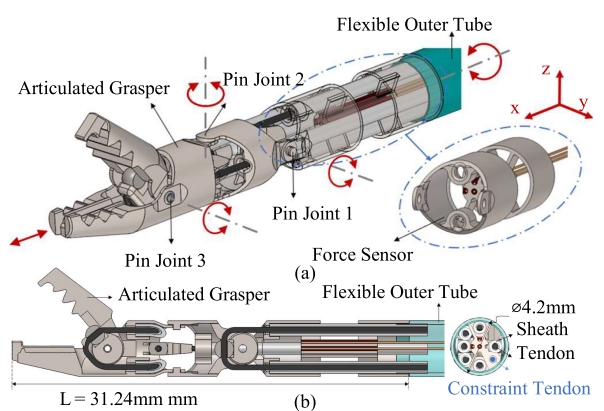 Flexible Outer Tube
Pin Joint 2
Articulated Grasper
z
x
y
Pin Joint 1
Pin Joint 3
Force Sensor
(a)
Articulated Grasper
Flexible Outer Tube
ø4.2mm
Sheath
Tendon
Constraint Tendon
L = 31.24mm mm
(b)